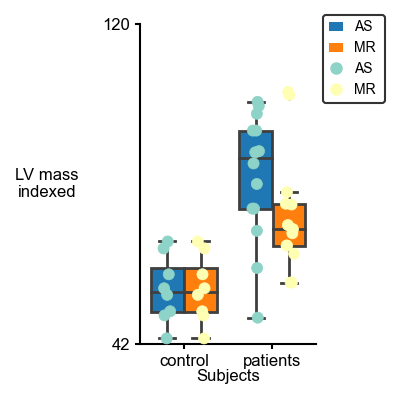 120
AS
MR
AS
MR
LV mass
indexed
42
control
patients
Subjects